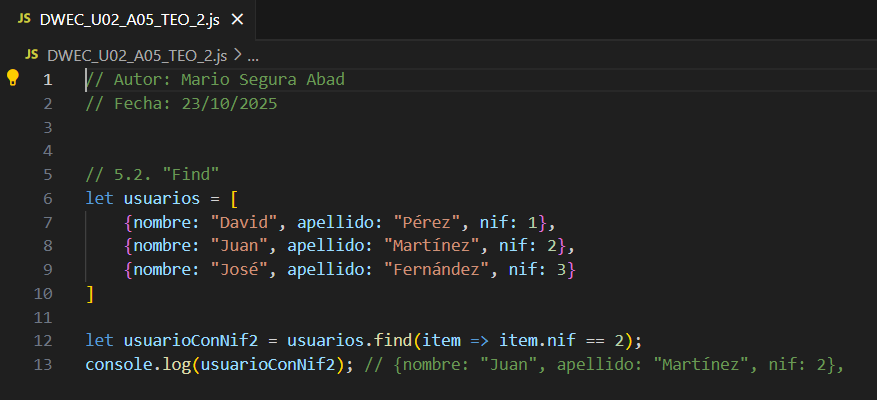 JS DWEC_U02_A05_TEO_2.js ×
JS DWEC_U02_A05_TEO_2.js > ...
1 // Autor: Mario Segura Abad
2 // Fecha: 23/10/2025
3
4
5 // 5.2. "Find"
6 let usuarios = [
7 {nombre: "David", apellido: "Pérez", nif: 1},
8 {nombre: "Juan", apellido: "Martínez", nif: 2},
9 {nombre: "José", apellido: "Fernández", nif: 3}
10 ]
11
12 let usuarioConNif2 = usuarios.find(item => item.nif == 2);
13 console.log(usuarioConNif2); // {nombre: "Juan", apellido: "Martínez", nif: 2},